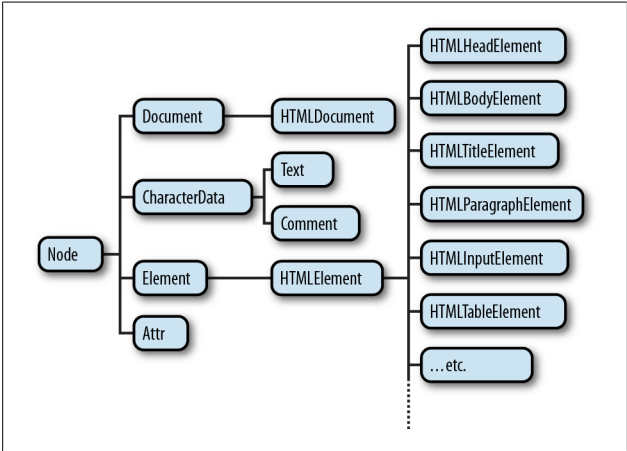 HTMLHeadElement
HTMLBodyElement
Document
HTMLDocument
HTMLTitleElement
Text
CharacterData
HTMLParagraphElement
Comment
Node
HTMLInputElement
Element
HTMLElement
HTMLTableElement
Attr
...etc.